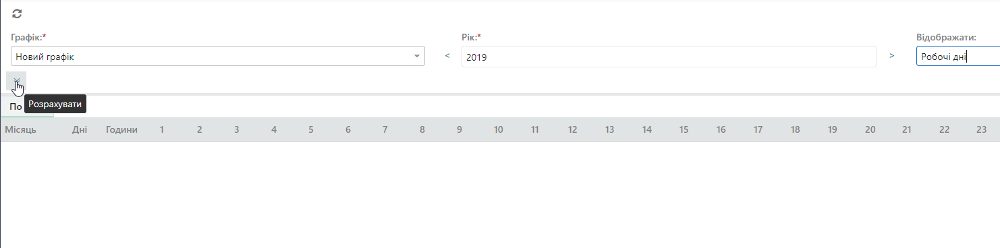 Графік:* Рік:* Відображати:
Новий графік < 2019 > Робочі дні
Розрахувати
По
Місяць Дні Години 1 2 3 4 5 6 7 8 9 10 11 12 13 14 15 16 17 18 19 20 21 22 23